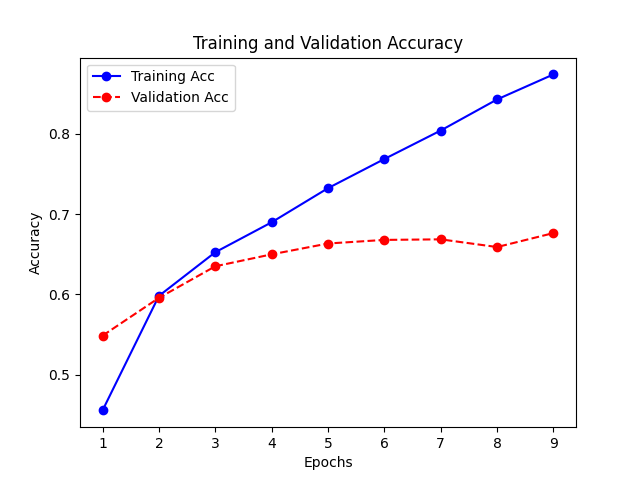 Training and Validation Accuracy
Training Acc
Validation Acc
Accuracy
0.8
0.7
0.6
0.5
1 2 3 4 5 6 7 8 9
Epochs